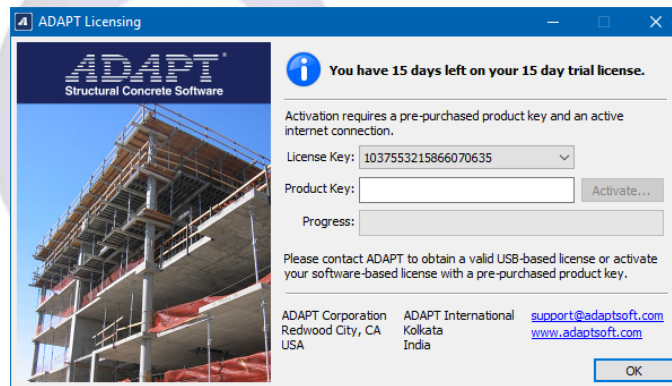 ADAPT Licensing
ADAPT
Structural Concrete Software
You have 15 days left on your 15 day trial license.
Activation requires a pre-purchased product key and an active
internet connection.
License Key: 1037553215866070635
Product Key: Activate...
Progress:
Please contact ADAPT to obtain a valid USB-based license or activate
your software-based license with a pre-purchased product key.
ADAPT Corporation ADAPT International support@adaptsoft.com
Redwood City, CA Kolkata www.adaptsoft.com
USA India
OK